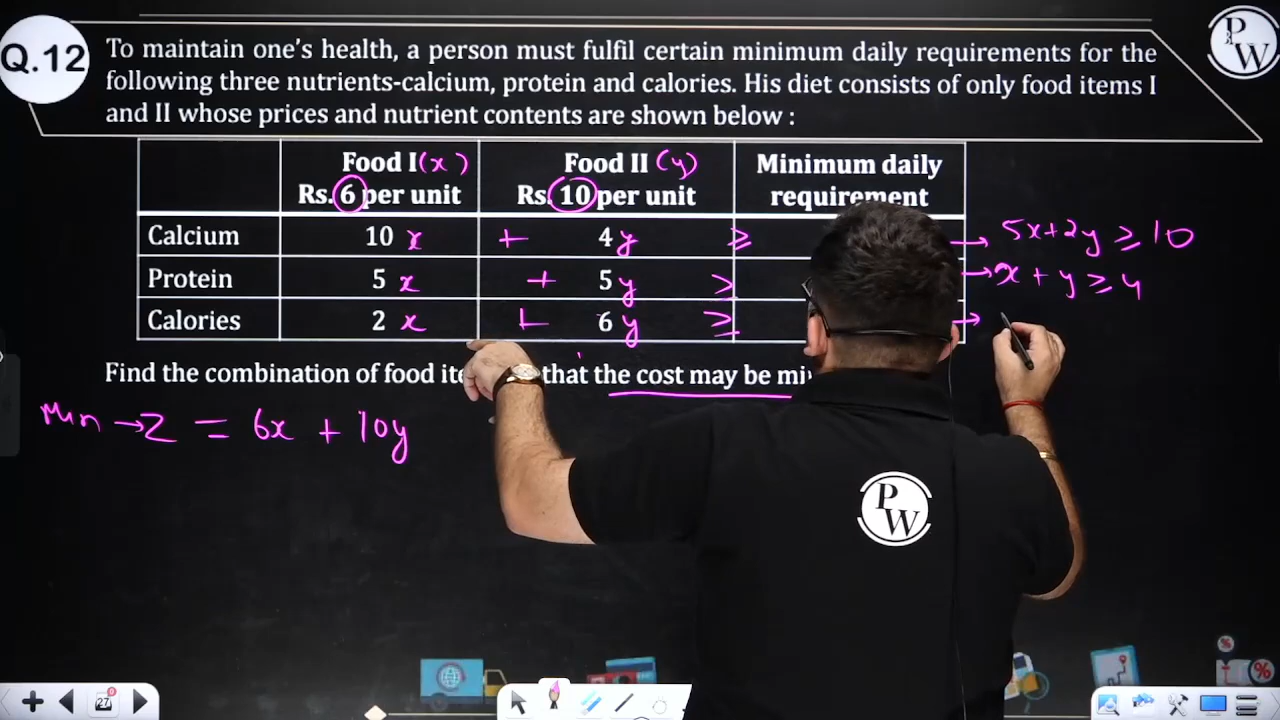 Q.12
To maintain one's health, a person must fulfil certain minimum daily requirements for the
following three nutrients-calcium, protein and calories. His diet consists of only food items I
and II whose prices and nutrient contents are shown below :
PW
Food I (x) Food II (y) Minimum daily
Rs. 6 per unit Rs. 10 per unit requirement
Calcium 10 x + 4 y ≥ → 5x+2y ≥ 10
Protein 5 x + 5 y ≥ → x + y ≥ 4
Calories 2 x + 6 y ≥ →
Find the combination of food that the cost may be
Min → Z = 6x + 10y
PW
27